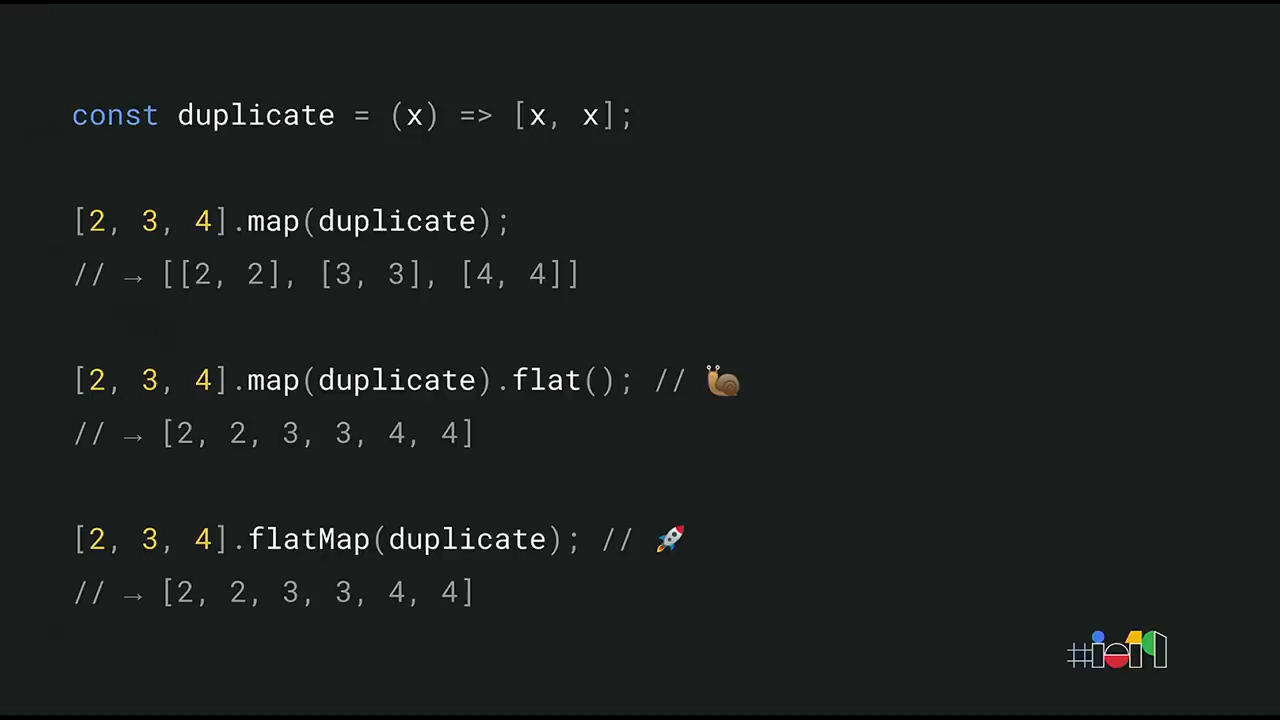 const duplicate = (x) => [x, x];
[2, 3, 4].map(duplicate);
// → [[2, 2], [3, 3], [4, 4]]
[2, 3, 4].map(duplicate).flat(); // 🐌
// → [2, 2, 3, 3, 4, 4]
[2, 3, 4].flatMap(duplicate); // 🚀
// → [2, 2, 3, 3, 4, 4]
#io19